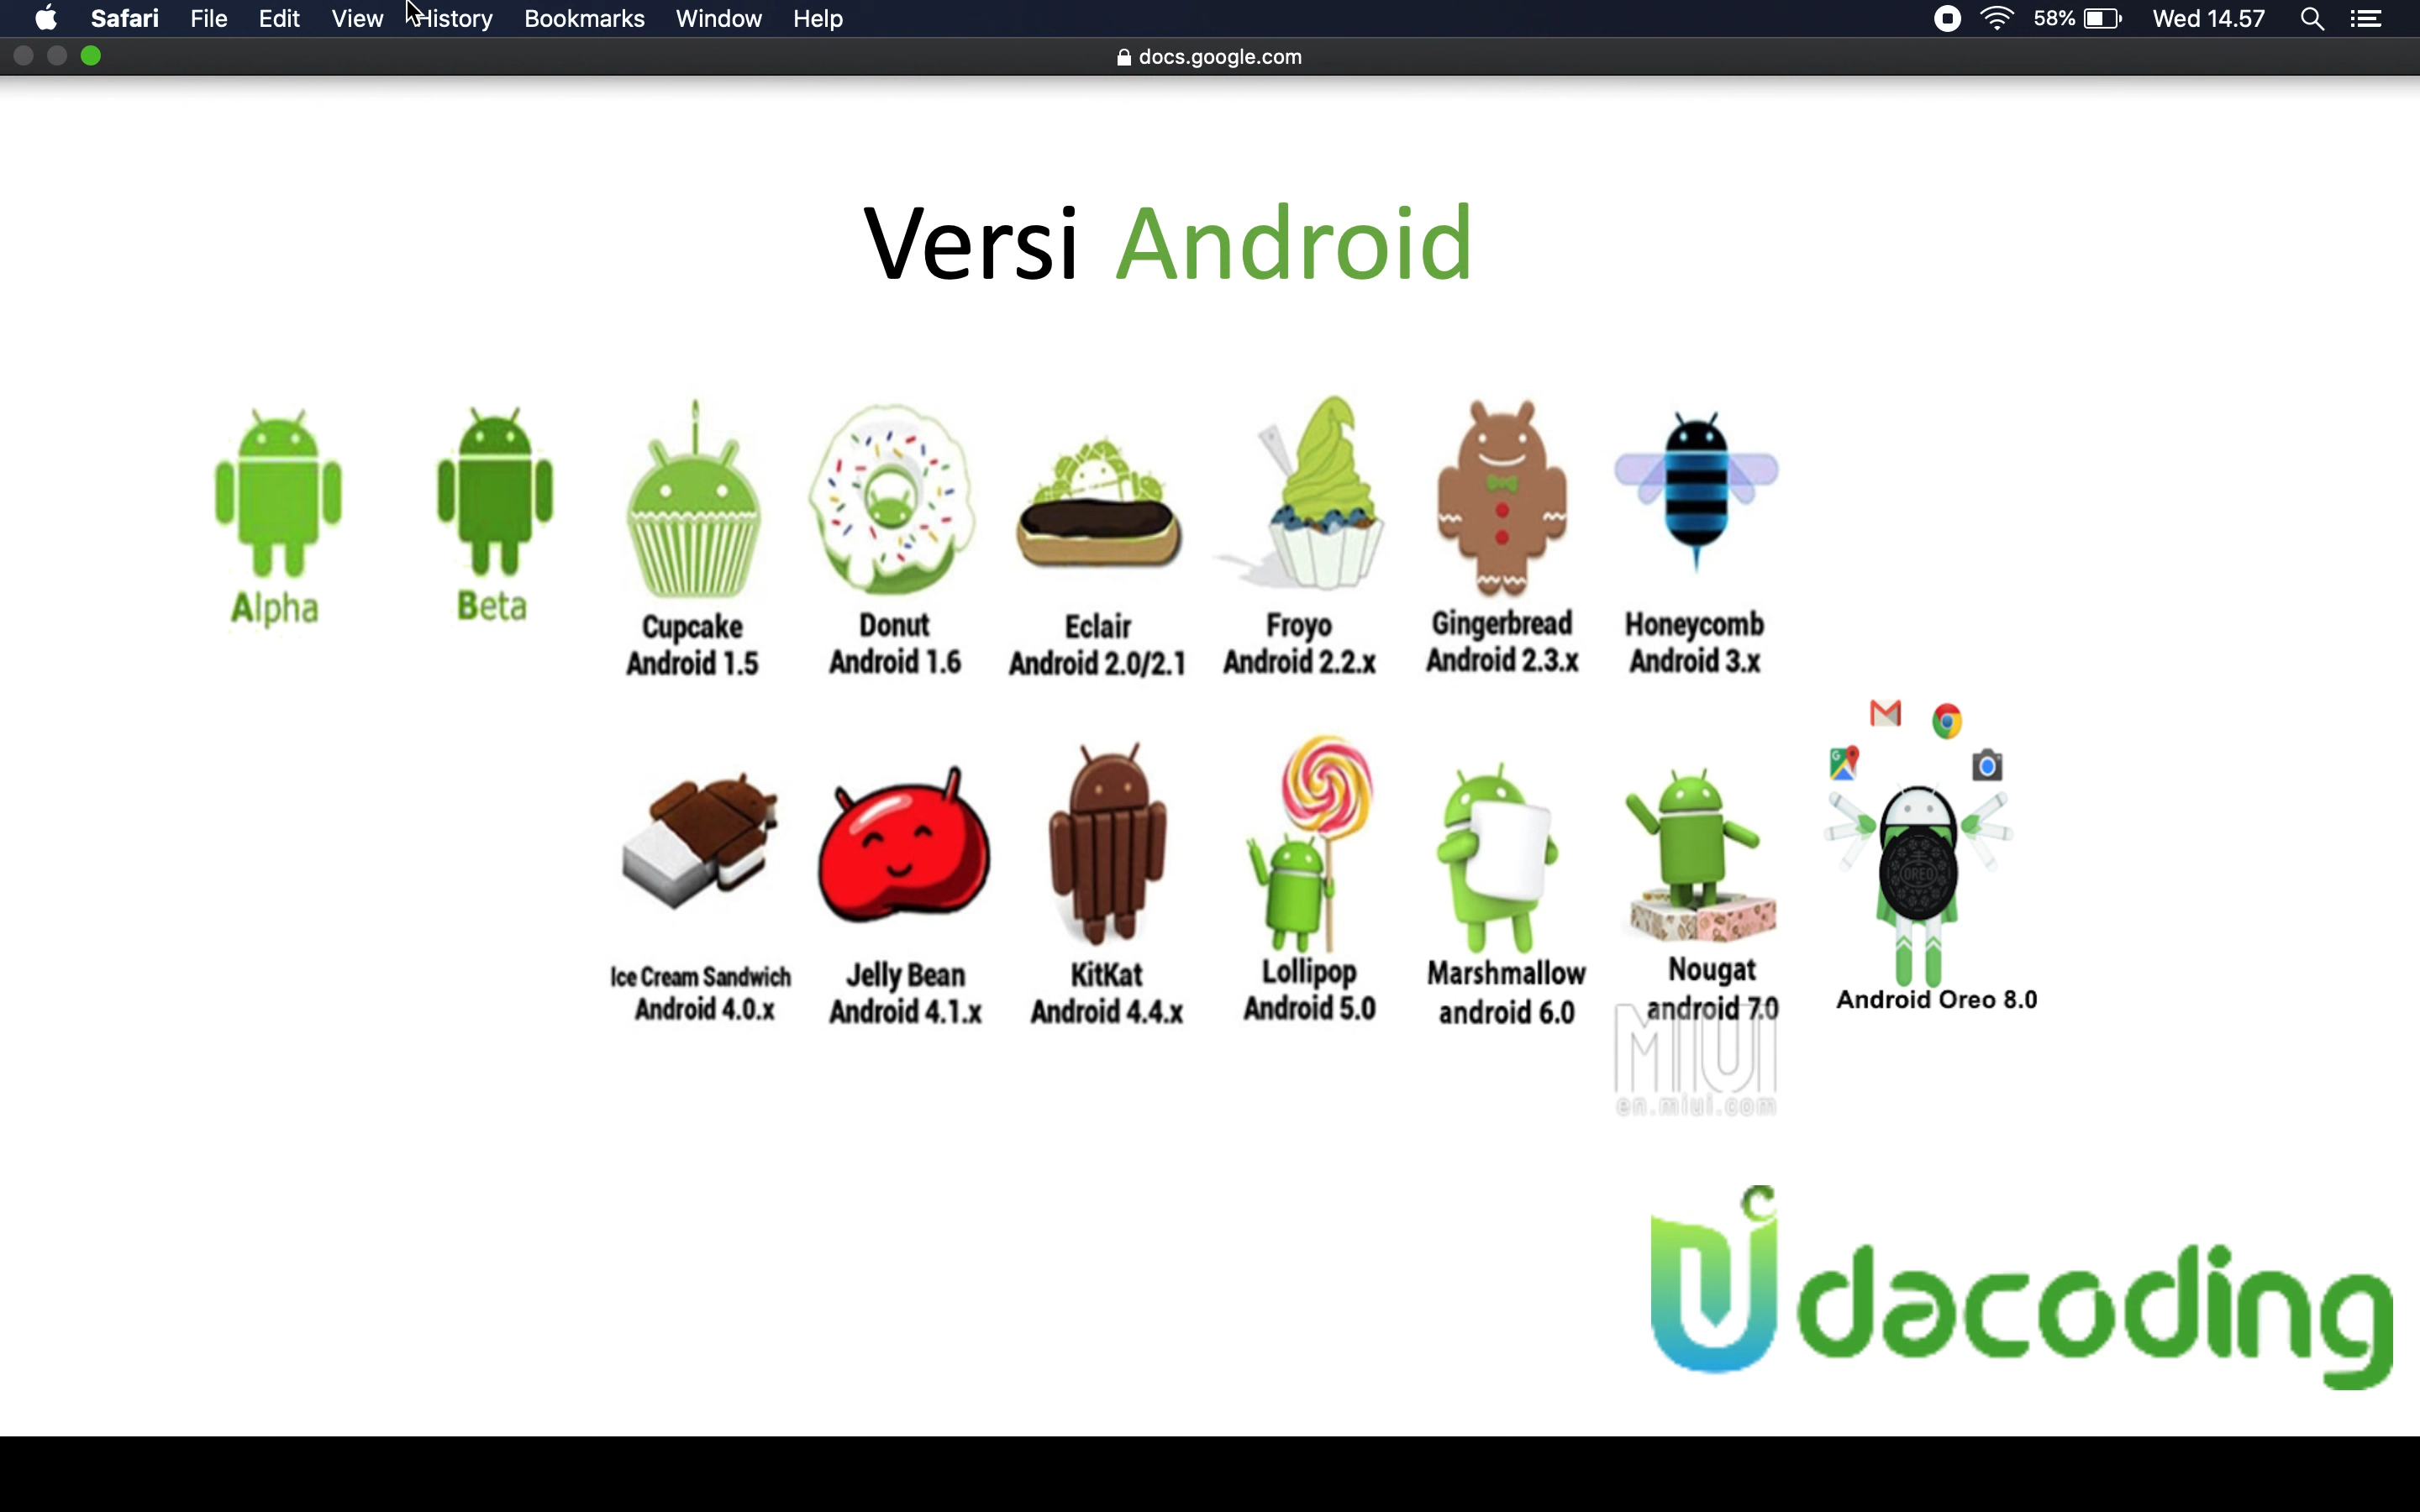 Safari File Edit View History Bookmarks Window Help 58% Wed 14.57
docs.google.com
Versi Android
Alpha
Beta
Cupcake
Android 1.5
Donut
Android 1.6
Eclair
Android 2.0/2.1
Froyo
Android 2.2.x
Gingerbread
Android 2.3.x
Honeycomb
Android 3.x
Ice Cream Sandwich
Android 4.0.x
Jelly Bean
Android 4.1.x
KitKat
Android 4.4.x
Lollipop
Android 5.0
Marshmallow
android 6.0
Nougat
android 7.0
OREO
Android Oreo 8.0
MIUI
en.miui.com
Udacoding